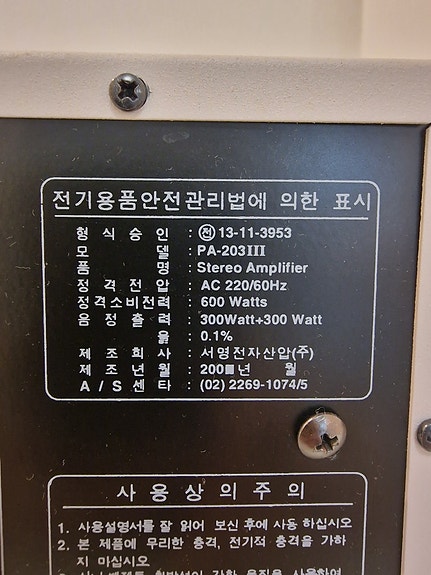 전기용품안전관리법에 의한 표시
형식승인 : 전 13-11-3953
모델 : PA-203III
품명 : Stereo Amplifier
정격전압 : AC 220/60Hz
정격소비전력 : 600 Watts
음정출력 : 300Watt+300 Watt
율 : 0.1%
제조회사 : 서영전자산압(주)
제조년월 : 200■년 월
A/S센타 : (02) 2269-1074/5
사용상의주의
1. 사용설명서를 잘 읽어 보신 후에 사동 하십시오
2. 본 제품에 무리한 충격, 전기적 충격을 가하
지 마십시오